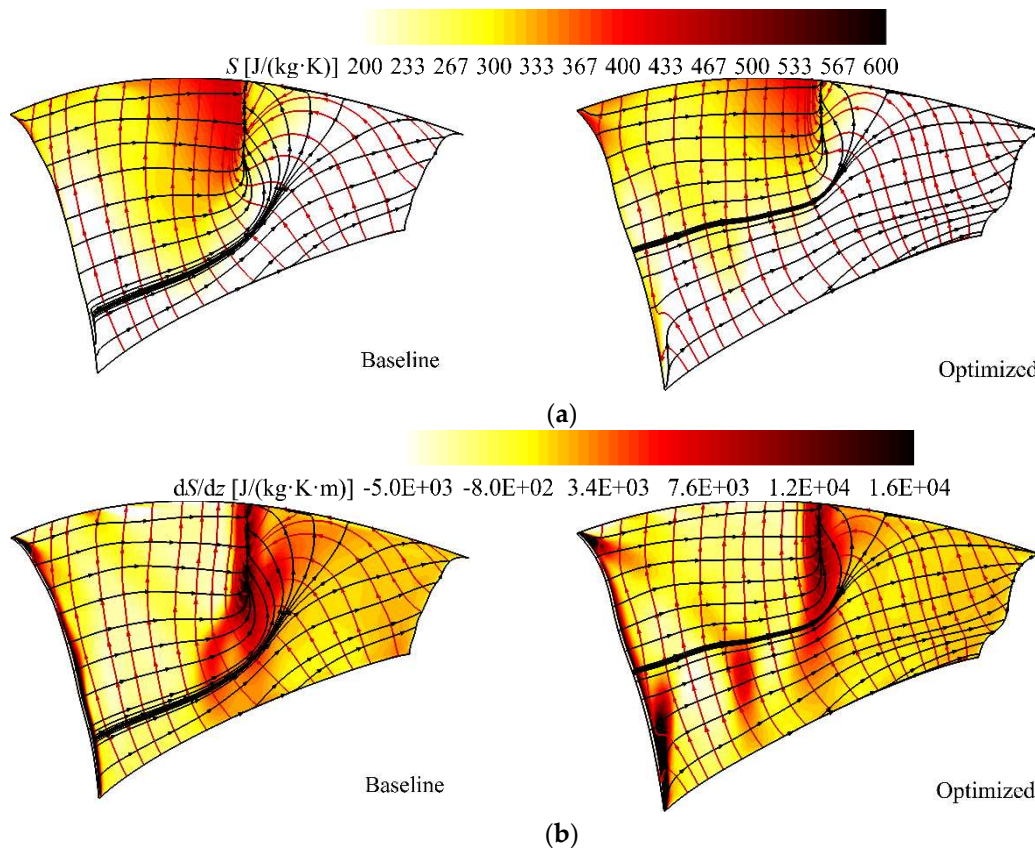 S [J/(kg·K)] 200 233 267 300 333 367 400 433 467 500 533 567 600
Baseline
Optimized
(a)
dS/dz [J/(kg·K·m)] -5.0E+03 -8.0E+02 3.4E+03 7.6E+03 1.2E+04 1.6E+04
Baseline
Optimized
(b)